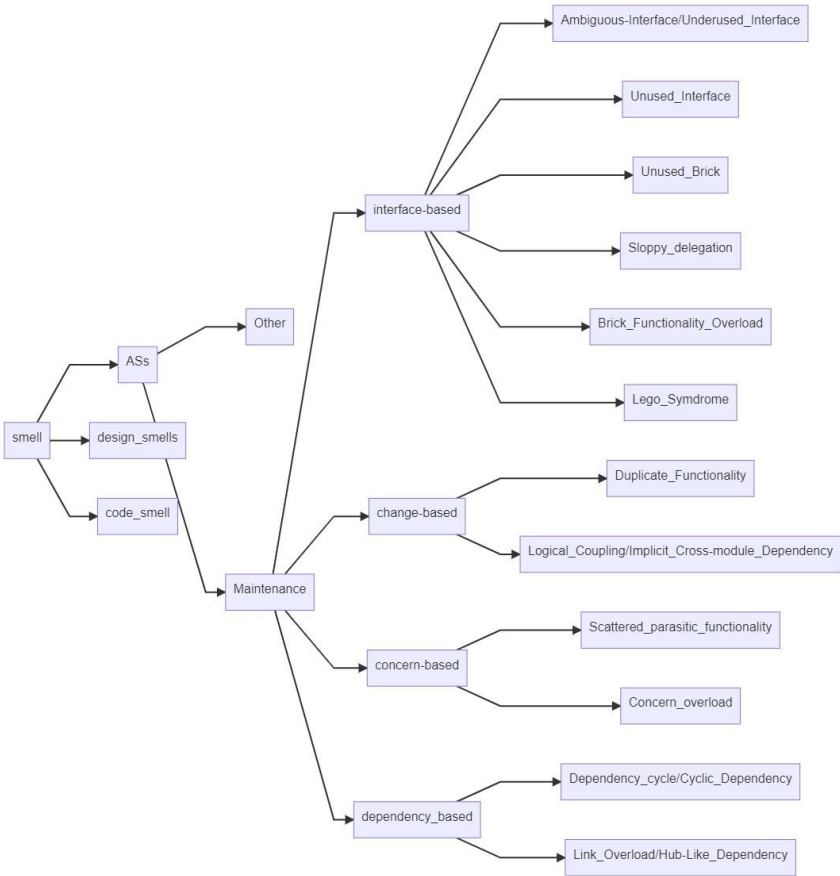 Ambiguous-Interface/Underused_Interface
Unused_Interface
Unused_Brick
interface-based
Sloppy_delegation
Other
Brick_Functionality_Overload
ASs
Lego_Symdrome
smell
design_smells
Duplicate_Functionality
code_smell
change-based
Logical_Coupling/Implicit_Cross-module_Dependency
Maintenance
Scattered_parasitic_functionality
concern-based
Concern_overload
Dependency_cycle/Cyclic_Dependency
dependency_based
Link_Overload/Hub-Like_Dependency